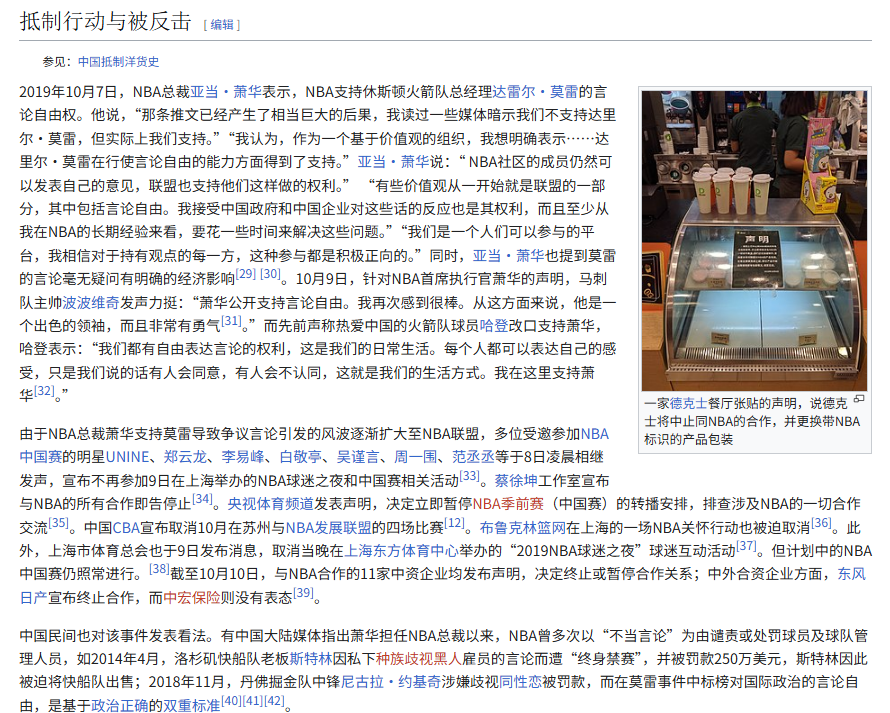 抵制行动与被反击 [ 编辑 ]
参见：中国抵制洋货史
2019年10月7日，NBA总裁亚当·萧华表示，NBA支持休斯顿火箭队总经理达雷尔·莫雷的言
论自由权。他说，“那条推文已经产生了相当巨大的后果，我读过一些媒体暗示我们不支持达里
尔·莫雷，但实际上我们支持。”“我认为，作为一个基于价值观的组织，我想明确表示⋯⋯达
里尔·莫雷在行使言论自由的能力方面得到了支持。”亚当·萧华说：“ NBA社区的成员仍然可
以发表自己的意见，联盟也支持他们这样做的权利。” “有些价值观从一开始就是联盟的一部
分，其中包括言论自由。我接受中国政府和中国企业对这些话的反应也是其权利，而且至少从
我在NBA的长期经验来看，要花一些时间来解决这些问题。”“我们是一个人们可以参与的平
台，我相信对于持有观点的每一方，这种参与都是积极正向的。”同时，亚当·萧华也提到莫雷
的言论毫无疑问有明确的经济影响[29] [30]。10月9日，针对NBA首席执行官萧华的声明，马刺
队主帅波波维奇发声力挺：“萧华公开支持言论自由。我再次感到很棒。从这方面来说，他是一
个出色的领袖，而且非常有勇气[31]。”而先前声称热爱中国的火箭队球员哈登改口支持萧华，
哈登表示：“我们都有自由表达言论的权利，这是我们的日常生活。每个人都可以表达自己的感
受，只是我们说的话有人会同意，有人会不认同，这就是我们的生活方式。我在这里支持萧
华[32]。”
声明
一家德克士餐厅张贴的声明，说德克
士将中止同NBA的合作，并更换带NBA
标识的产品包装
由于NBA总裁萧华支持莫雷导致争议言论引发的风波逐渐扩大至NBA联盟，多位受邀参加NBA
中国赛的明星UNINE、郑云龙、李易峰、白敬亭、吴谨言、周一围、范丞丞等于8日凌晨相继
发声，宣布不再参加9日在上海举办的NBA球迷之夜和中国赛相关活动[33]。蔡徐坤工作室宣布
与NBA的所有合作即告停止[34]。央视体育频道发表声明，决定立即暂停NBA季前赛（中国赛）的转播安排，排查涉及NBA的一切合作
交流[35]。中国CBA宣布取消10月在苏州与NBA发展联盟的四场比赛[12]。布鲁克林篮网在上海的一场NBA关怀行动也被迫取消[36]。此
外，上海市体育总会也于9日发布消息，取消当晚在上海东方体育中心举办的“2019NBA球迷之夜”球迷互动活动[37]。但计划中的NBA
中国赛仍照常进行。[38]截至10月10日，与NBA合作的11家中资企业均发布声明，决定终止或暂停合作关系；中外合资企业方面，东风
日产宣布终止合作，而中宏保险则没有表态[39]。
中国民间也对该事件发表看法。有中国大陆媒体指出萧华担任NBA总裁以来，NBA曾多次以“不当言论”为由谴责或处罚球员及球队管
理人员，如2014年4月，洛杉矶快船队老板斯特林因私下种族歧视黑人雇员的言论而遭“终身禁赛”，并被罚款250万美元，斯特林因此
被迫将快船队出售；2018年11月，丹佛掘金队中锋尼古拉·约基奇涉嫌歧视同性恋被罚款，而在莫雷事件中标榜对国际政治的言论自
由，是基于政治正确的双重标准[40][41][42]。